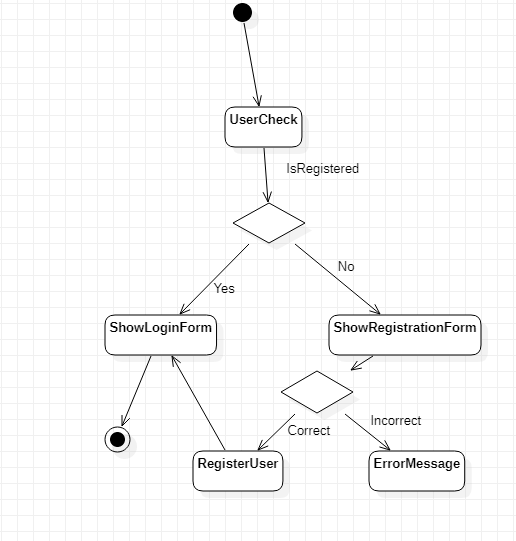 UserCheck
IsRegistered
No
Yes
ShowLoginForm
ShowRegistrationForm
Correct
Incorrect
RegisterUser
ErrorMessage